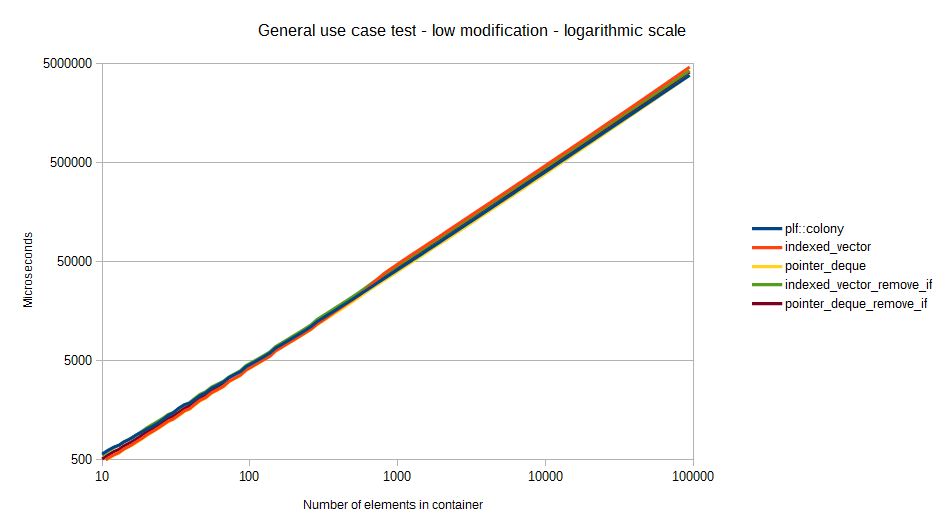 General use case test - low modification - logarithmic scale
5000000
500000
50000
5000
500
Microseconds
10 100 1000 10000 100000
Number of elements in container
plf::colony
indexed_vector
pointer_deque
indexed_vector_remove_if
pointer_deque_remove_if